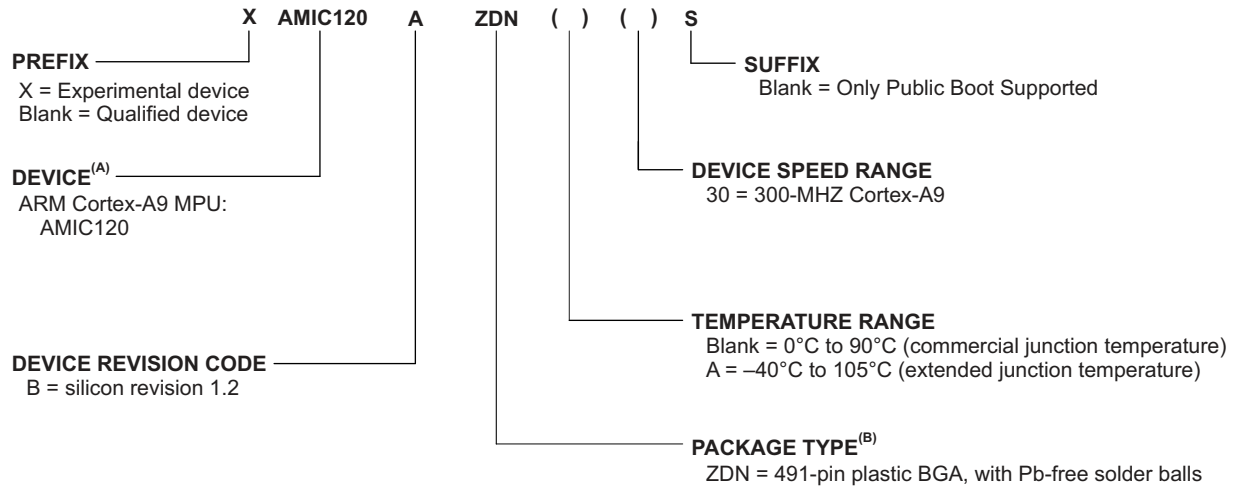 X AMIC120 A ZDN ( ) ( ) S
PREFIX
X = Experimental device
Blank = Qualified device
SUFFIX
Blank = Only Public Boot Supported
DEVICE(A)
ARM Cortex-A9 MPU:
AMIC120
DEVICE SPEED RANGE
30 = 300-MHZ Cortex-A9
TEMPERATURE RANGE
Blank = 0°C to 90°C (commercial junction temperature)
A = –40°C to 105°C (extended junction temperature)
DEVICE REVISION CODE
B = silicon revision 1.2
PACKAGE TYPE(B)
ZDN = 491-pin plastic BGA, with Pb-free solder balls